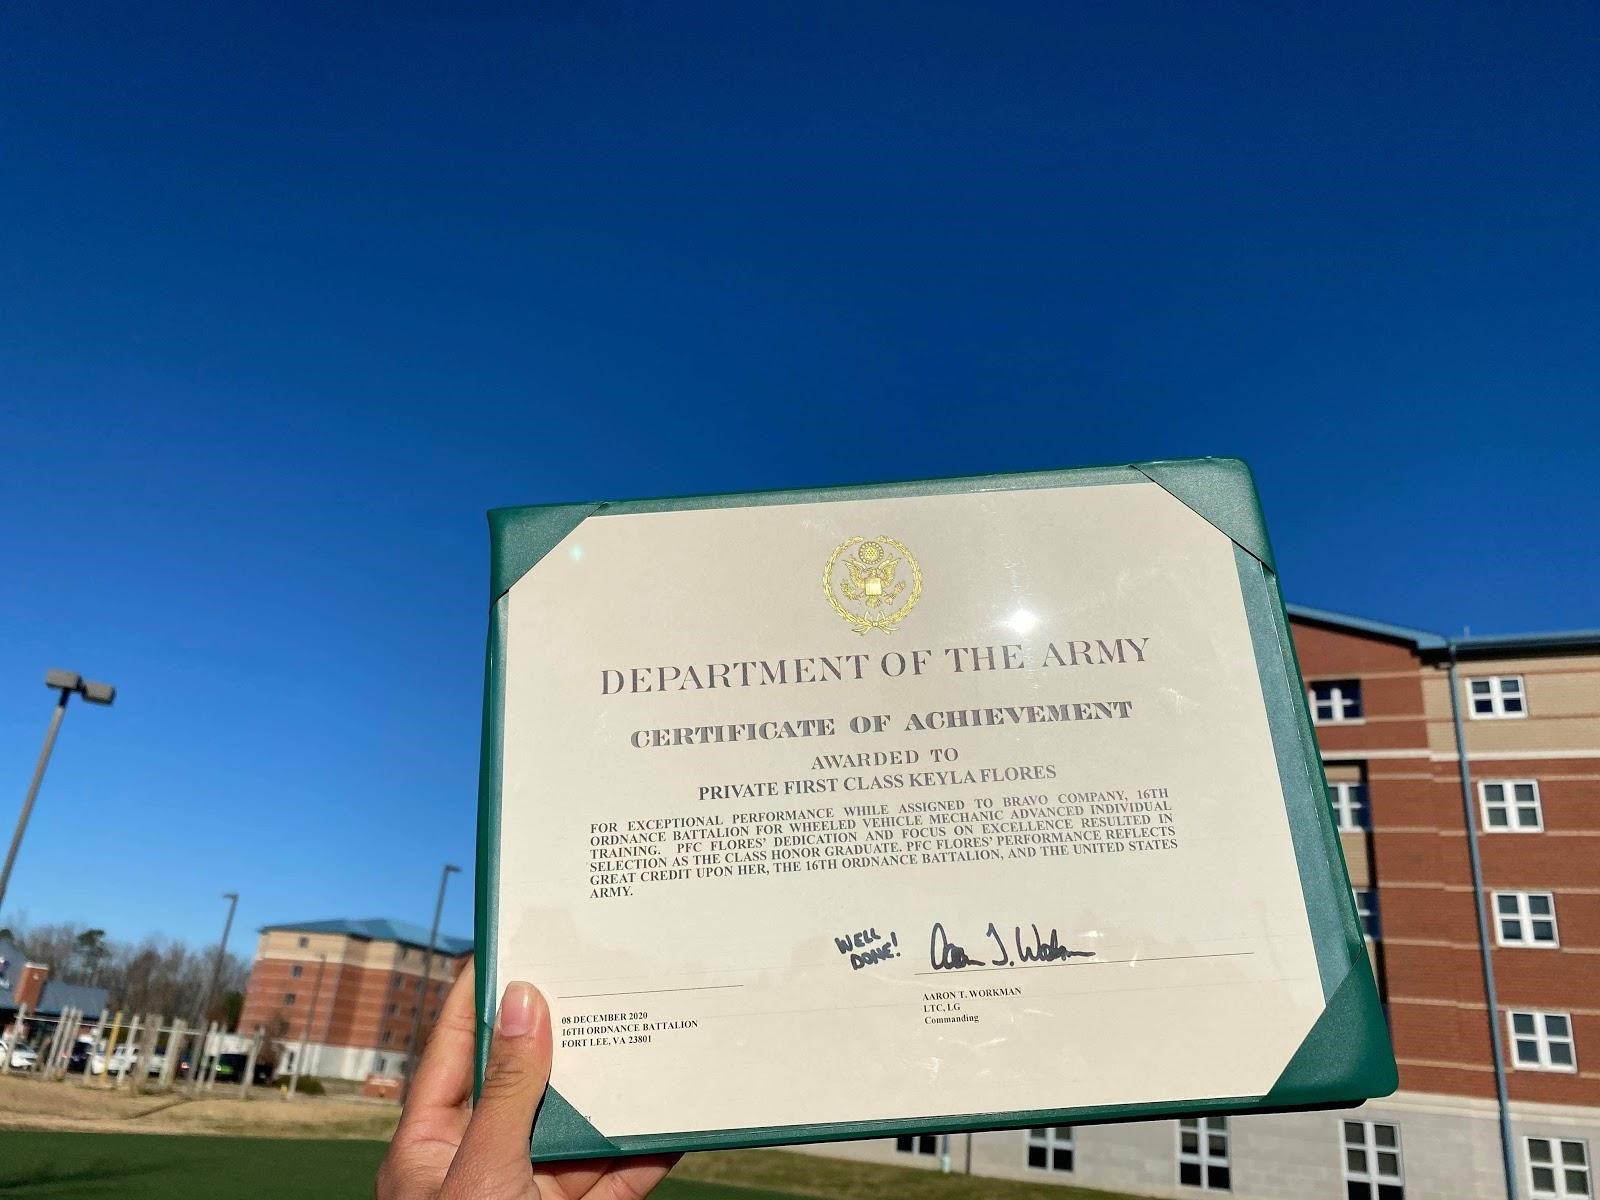 DEPARTMENT OF THE ARMY
CERTIFICATE OF ACHIEVEMENT
AWARDED TO
PRIVATE FIRST CLASS KEYLA FLORES
FOR EXCEPTIONAL PERFORMANCE WHILE ASSIGNED TO BRAVO COMPANY, 16TH
ORDNANCE BATTALION FOR WHEELED VEHICLE MECHANIC ADVANCED INDIVIDUAL
TRAINING. PFC FLORES' DEDICATION AND FOCUS ON EXCELLENCE RESULTED IN
SELECTION AS THE CLASS HONOR GRADUATE. PFC FLORES' PERFORMANCE REFLECTS
GREAT CREDIT UPON HER, THE 16TH ORDNANCE BATTALION, AND THE UNITED STATES
ARMY.
WELL
DONE!
Aaron T. Workman
08 DECEMBER 2020
16TH ORDNANCE BATTALION
FORT LEE, VA 23801
AARON T. WORKMAN
LTC, LG
Commanding